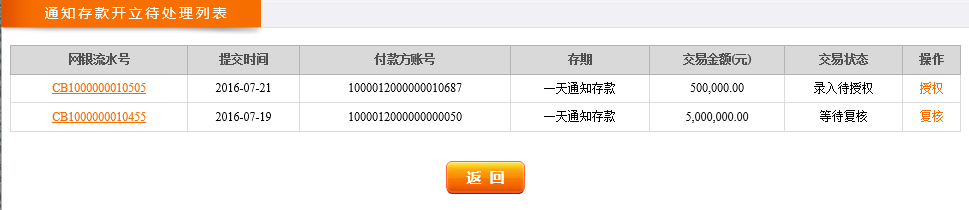 通知存款开立待处理列表
网银流水号 提交时间 付款方账号 存期 交易金额(元) 交易状态 操作
CB1000000010505 2016-07-21 1000012000000010687 一天通知存款 500,000.00 录入待授权 授权
CB1000000010455 2016-07-19 1000012000000000050 一天通知存款 5,000,000.00 等待复核 复核
返 回